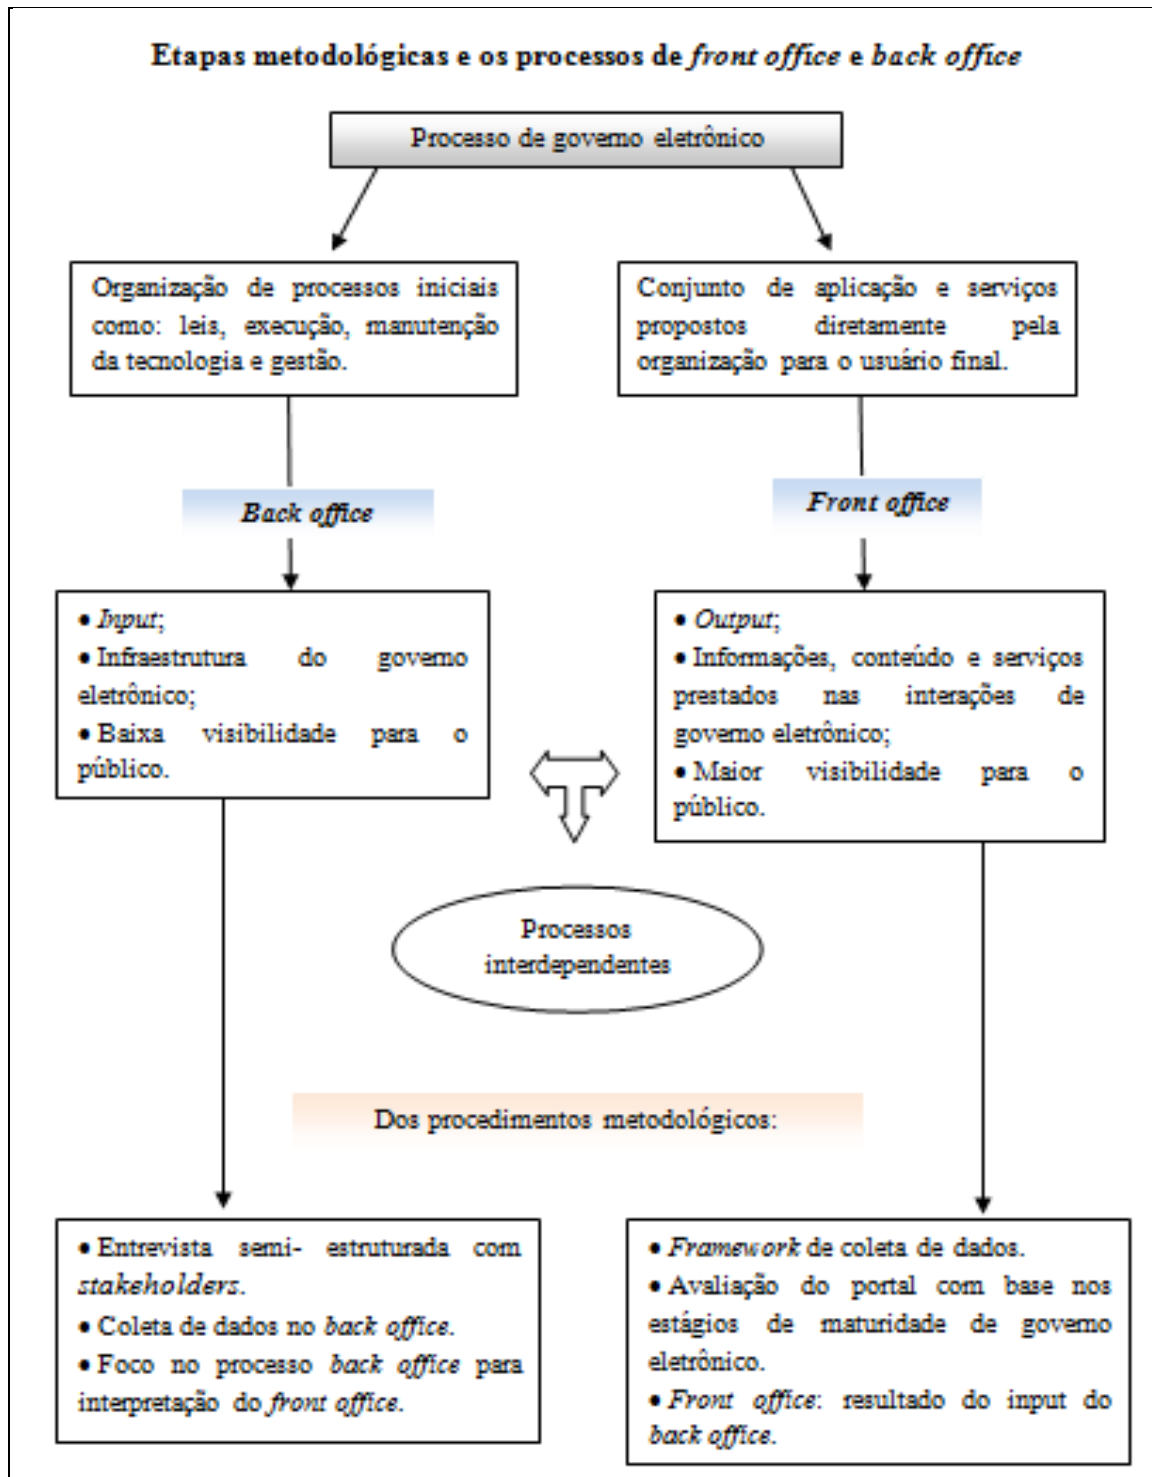 Etapas metodológicas e os processos de front office e back office
Processo de governo eletrônico
Organização de processos iniciais
como: leis, execução, manutenção
da tecnologia e gestão.
Conjunto de aplicação e serviços
propostos diretamente pela
organização para o usuário final.
Back office
Front office
• Input;
• Infraestrutura do governo
eletrônico;
• Baixa visibilidade para o
público.
• Output;
• Informações, conteúdo e serviços
prestados nas interações de
governo eletrônico;
• Maior visibilidade para o
público.
Processos
interdependentes
Dos procedimentos metodológicos:
• Entrevista semi- estruturada com
stakeholders.
• Coleta de dados no back office.
• Foco no processo back office para
interpretação do front office.
• Framework de coleta de dados.
• Avaliação do portal com base nos
estágios de maturidade de governo
eletrônico.
• Front office: resultado do input do
back office.